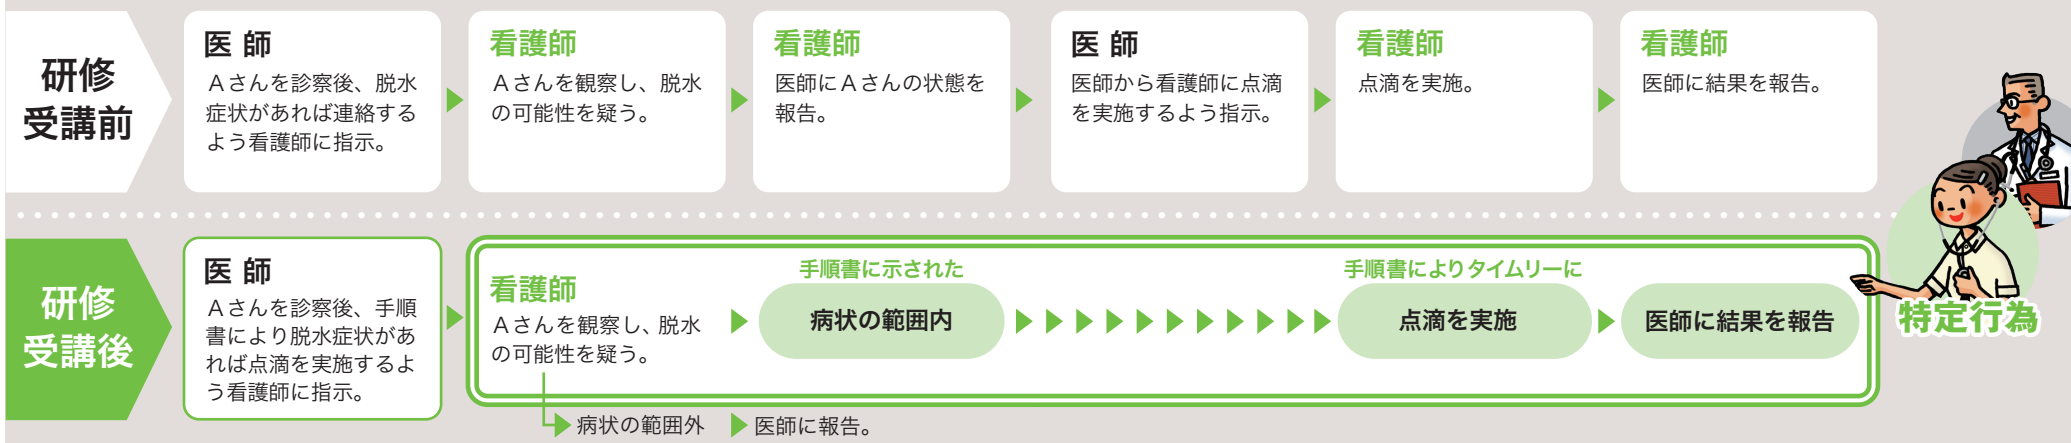 研修
受講前
医 師
Aさんを診察後、脱水
症状があれば連絡する
よう看護師に指示。
看護師
Aさんを観察し、脱水
の可能性を疑う。
看護師
医師にAさんの状態を
報告。
医 師
医師から看護師に点滴
を実施するよう指示。
看護師
点滴を実施。
看護師
医師に結果を報告。
研修
受講後
医 師
Aさんを診察後、手順
書により脱水症状があ
れば点滴を実施するよ
う看護師に指示。
看護師
Aさんを観察し、脱水
の可能性を疑う。
手順書に示された
病状の範囲内
手順書によりタイムリーに
点滴を実施
医師に結果を報告
病状の範囲外
医師に報告。
特定行為